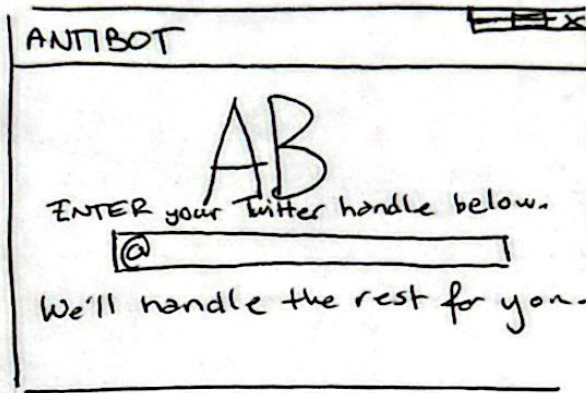 ANTIBOT
AB
ENTER your Twitter handle below.
@
We'll handle the rest for you.